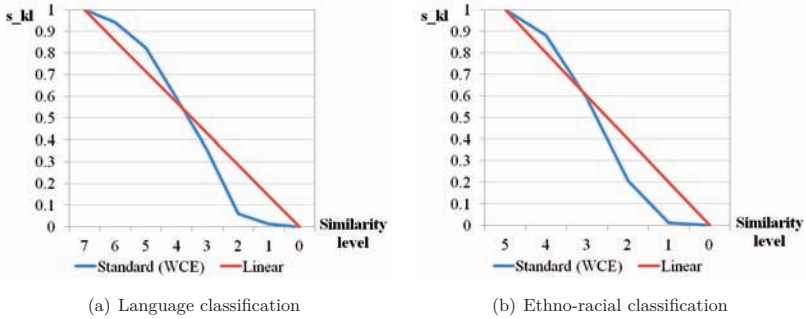 s_kl
1
0.9
0.8
0.7
0.6
0.5
0.4
0.3
0.2
0.1
0
7 6 5 4 3 2 1 0
Similarity level
Standard (WCE) Linear
(a) Language classification
s_kl
1
0.9
0.8
0.7
0.6
0.5
0.4
0.3
0.2
0.1
0
5 4 3 2 1 0
Similarity level
Standard (WCE) Linear
(b) Ethno-racial classification